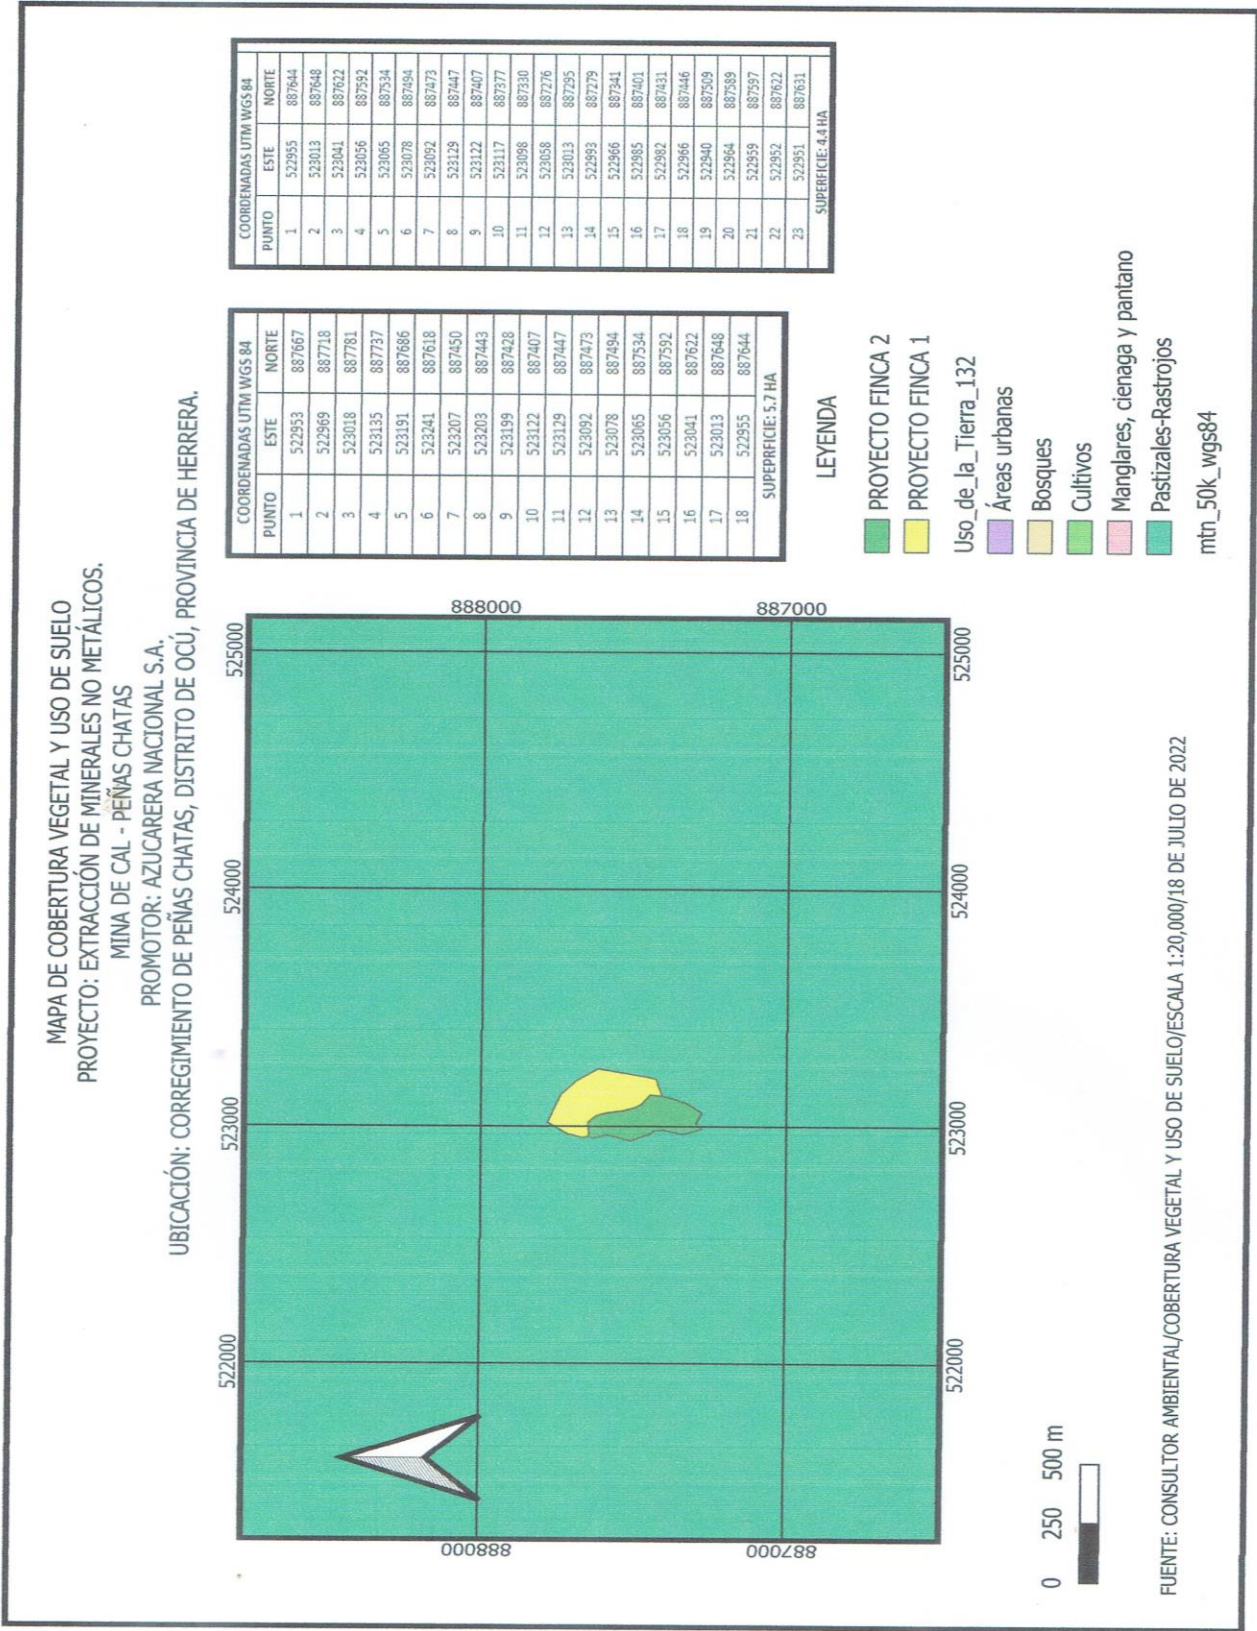 MAPA DE COBERTURA VEGETAL Y USO DE SUELO
PROYECTO: EXTRACCIÓN DE MINERALES NO METÁLICOS.
MINA DE CAL - PEÑAS CHATAS
PROMOTOR: AZUCARERA NACIONAL S.A.
UBICACIÓN: CORREGIMIENTO DE PEÑAS CHATAS, DISTRITO DE OCÚ, PROVINCIA DE HERRERA.
522000 523000 524000 525000
888000 888000
887000 887000
522000 523000 524000 525000
COORDENADAS UTM WGS 84
PUNTO ESTE NORTE
1 522953 887667
2 522969 887718
3 523018 887781
4 523135 887737
5 523191 887686
6 523241 887618
7 523207 887450
8 523203 887443
9 523199 887428
10 523122 887407
11 523129 887447
12 523092 887473
13 523078 887494
14 523065 887534
15 523056 887592
16 523041 887622
17 523013 887648
18 522955 887644
SUPEPRFICIE: 5.7 HA
COORDENADAS UTM WGS 84
PUNTO ESTE NORTE
1 522955 887644
2 523013 887648
3 523041 887622
4 523056 887592
5 523065 887534
6 523078 887494
7 523092 887473
8 523129 887447
9 523122 887407
10 523117 887377
11 523098 887330
12 523058 887276
13 523013 887295
14 522993 887279
15 522966 887341
16 522985 887401
17 522982 887431
18 522966 887446
19 522940 887509
20 522964 887589
21 522959 887597
22 522952 887622
23 522951 887631
SUPERFICIE: 4.4 HA
LEYENDA
PROYECTO FINCA 2
PROYECTO FINCA 1
Uso_de_la_Tierra_132
Áreas urbanas
Bosques
Cultivos
Manglares, cienaga y pantano
Pastizales-Rastrojos
mtn_50k_wgs84
0 250 500 m
FUENTE: CONSULTOR AMBIENTAL/COBERTURA VEGETAL Y USO DE SUELO/ESCALA 1:20,000/18 DE JULIO DE 2022